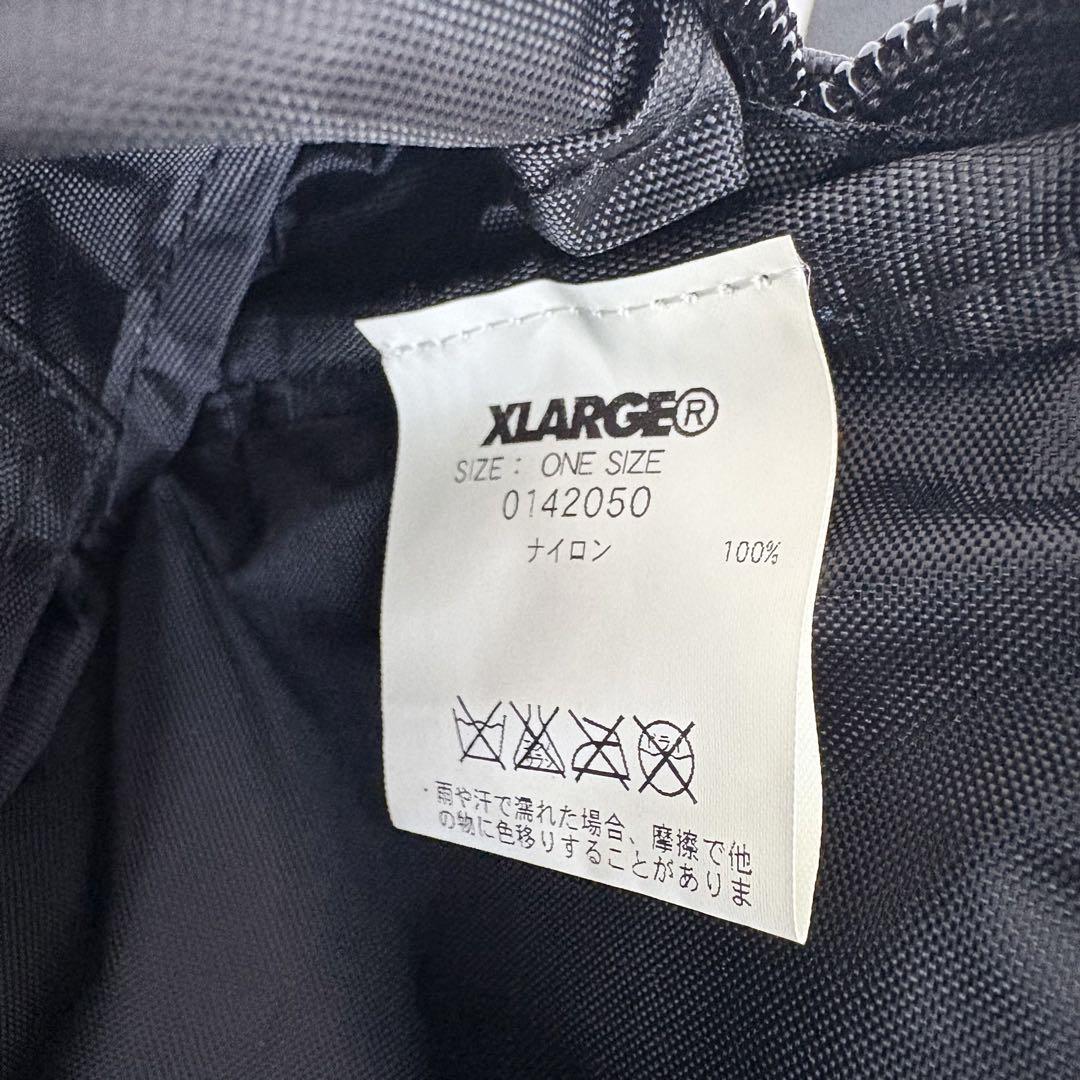 XLARGE®
SIZE : ONE SIZE
0142050
ナイロン 100%
・雨や汗で濡れた場合、摩擦で他
の物に色移りすることがありま